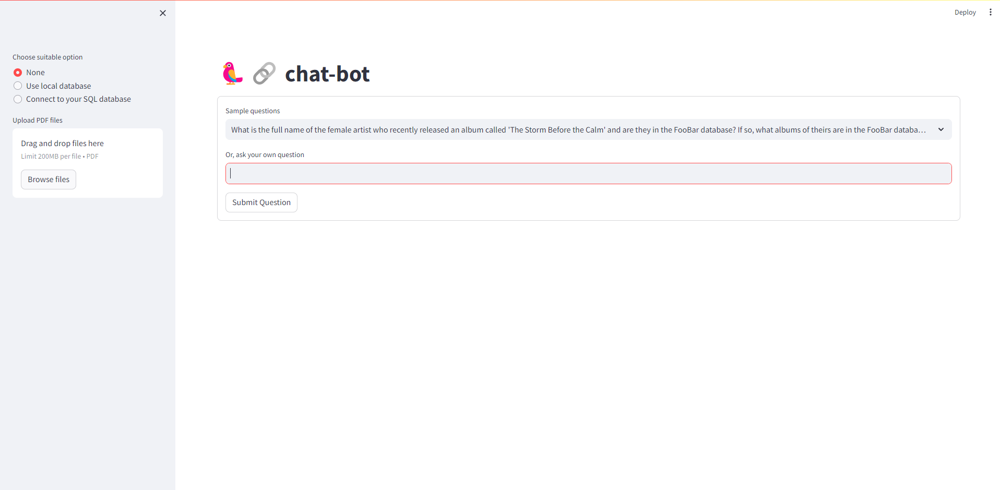 Deploy
Choose suitable option
None
Use local database
Connect to your SQL database
Upload PDF files
Drag and drop files here
Limit 200MB per file • PDF
Browse files
chat-bot
Sample questions
What is the full name of the female artist who recently released an album called 'The Storm Before the Calm' and are they in the FooBar database? If so, what albums of theirs are in the FooBar databa...
Or, ask your own question
Submit Question